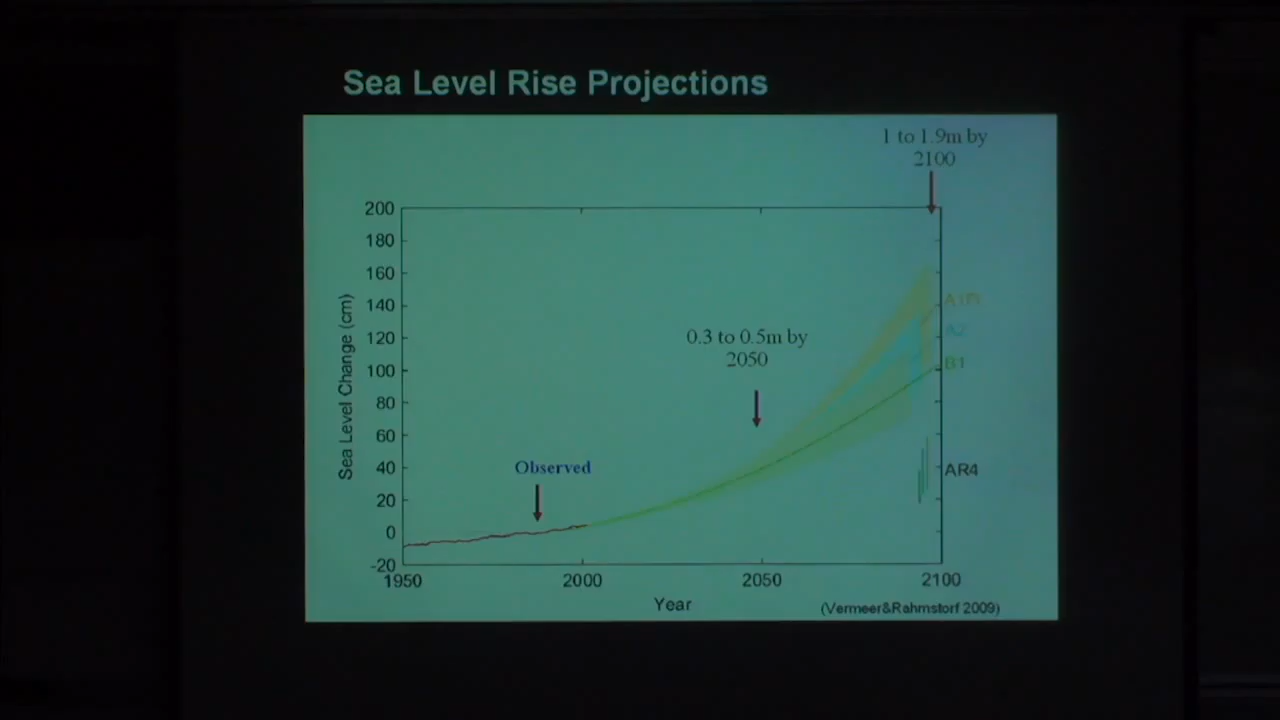 Sea Level Rise Projections
1 to 1.9m by
2100
200
180
160
140
120
100
80
60
40
20
0
-20
Sea Level Change (cm)
0.3 to 0.5m by
2050
Observed
A2
B1
AR4
1950
2000
2050
2100
Year
(Vermeer&Rahmstorf 2009)